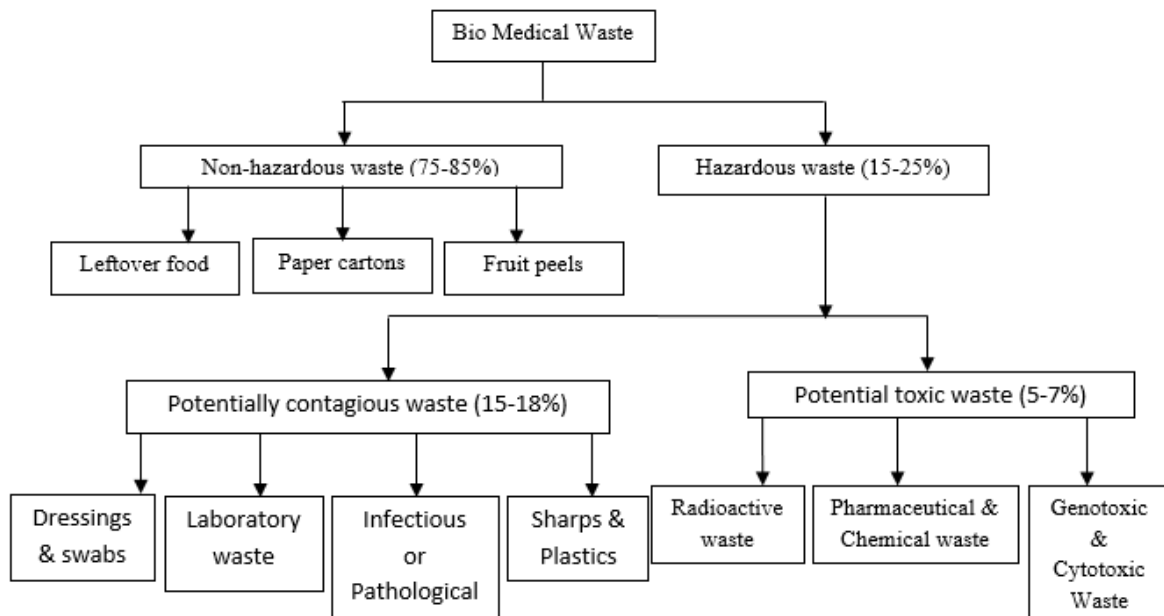 Bio Medical Waste
Non-hazardous waste (75-85%)
Hazardous waste (15-25%)
Leftover food
Paper cartons
Fruit peels
Potentially contagious waste (15-18%)
Potential toxic waste (5-7%)
Dressings
& swabs
Laboratory
waste
Infectious
or
Pathological
Sharps &
Plastics
Radioactive
waste
Pharmaceutical &
Chemical waste
Genotoxic
&
Cytotoxic
Waste